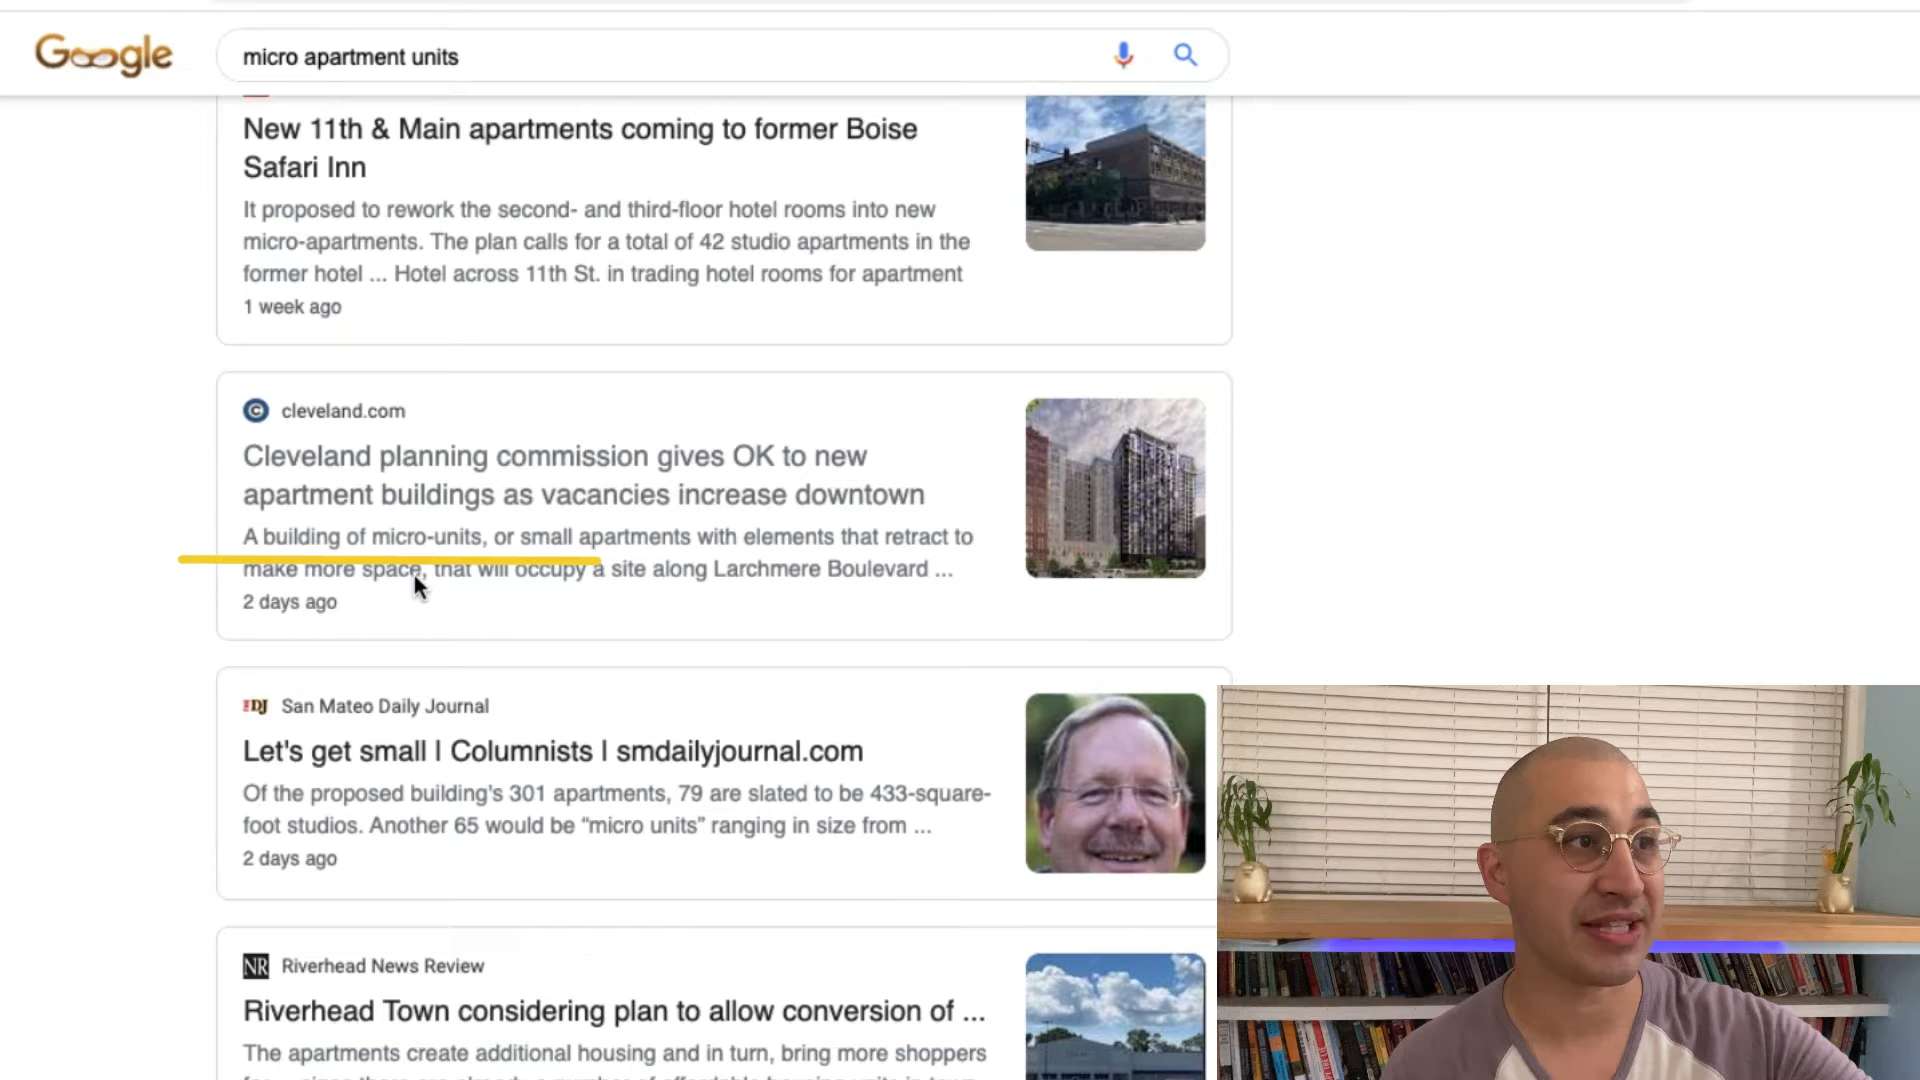 Google
micro apartment units
New 11th & Main apartments coming to former Boise
Safari Inn
It proposed to rework the second- and third-floor hotel rooms into new
micro-apartments. The plan calls for a total of 42 studio apartments in the
former hotel ... Hotel across 11th St. in trading hotel rooms for apartment
1 week ago
C cleveland.com
Cleveland planning commission gives OK to new
apartment buildings as vacancies increase downtown
A building of micro-units, or small apartments with elements that retract to
make more space, that will occupy a site along Larchmere Boulevard ...
2 days ago
DJ San Mateo Daily Journal
Let's get small | Columnists | smdailyjournal.com
Of the proposed building's 301 apartments, 79 are slated to be 433-square-
foot studios. Another 65 would be “micro units” ranging in size from ...
2 days ago
NR Riverhead News Review
Riverhead Town considering plan to allow conversion of ...
The apartments create additional housing and in turn, bring more shoppers